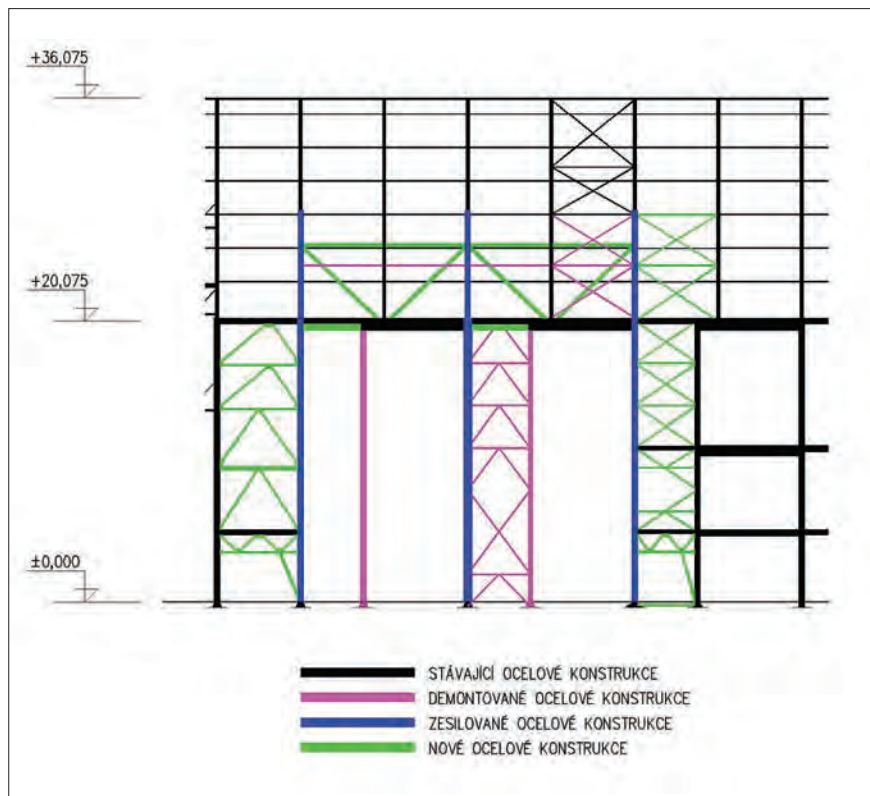 +36,075
+20,075
±0,000
STÁVAJÍCÍ OCELOVÉ KONSTRUKCE
DEMONTOVANÉ OCELOVÉ KONSTRUKCE
ZESILOVANÉ OCELOVÉ KONSTRUKCE
NOVÉ OCELOVÉ KONSTRUKCE